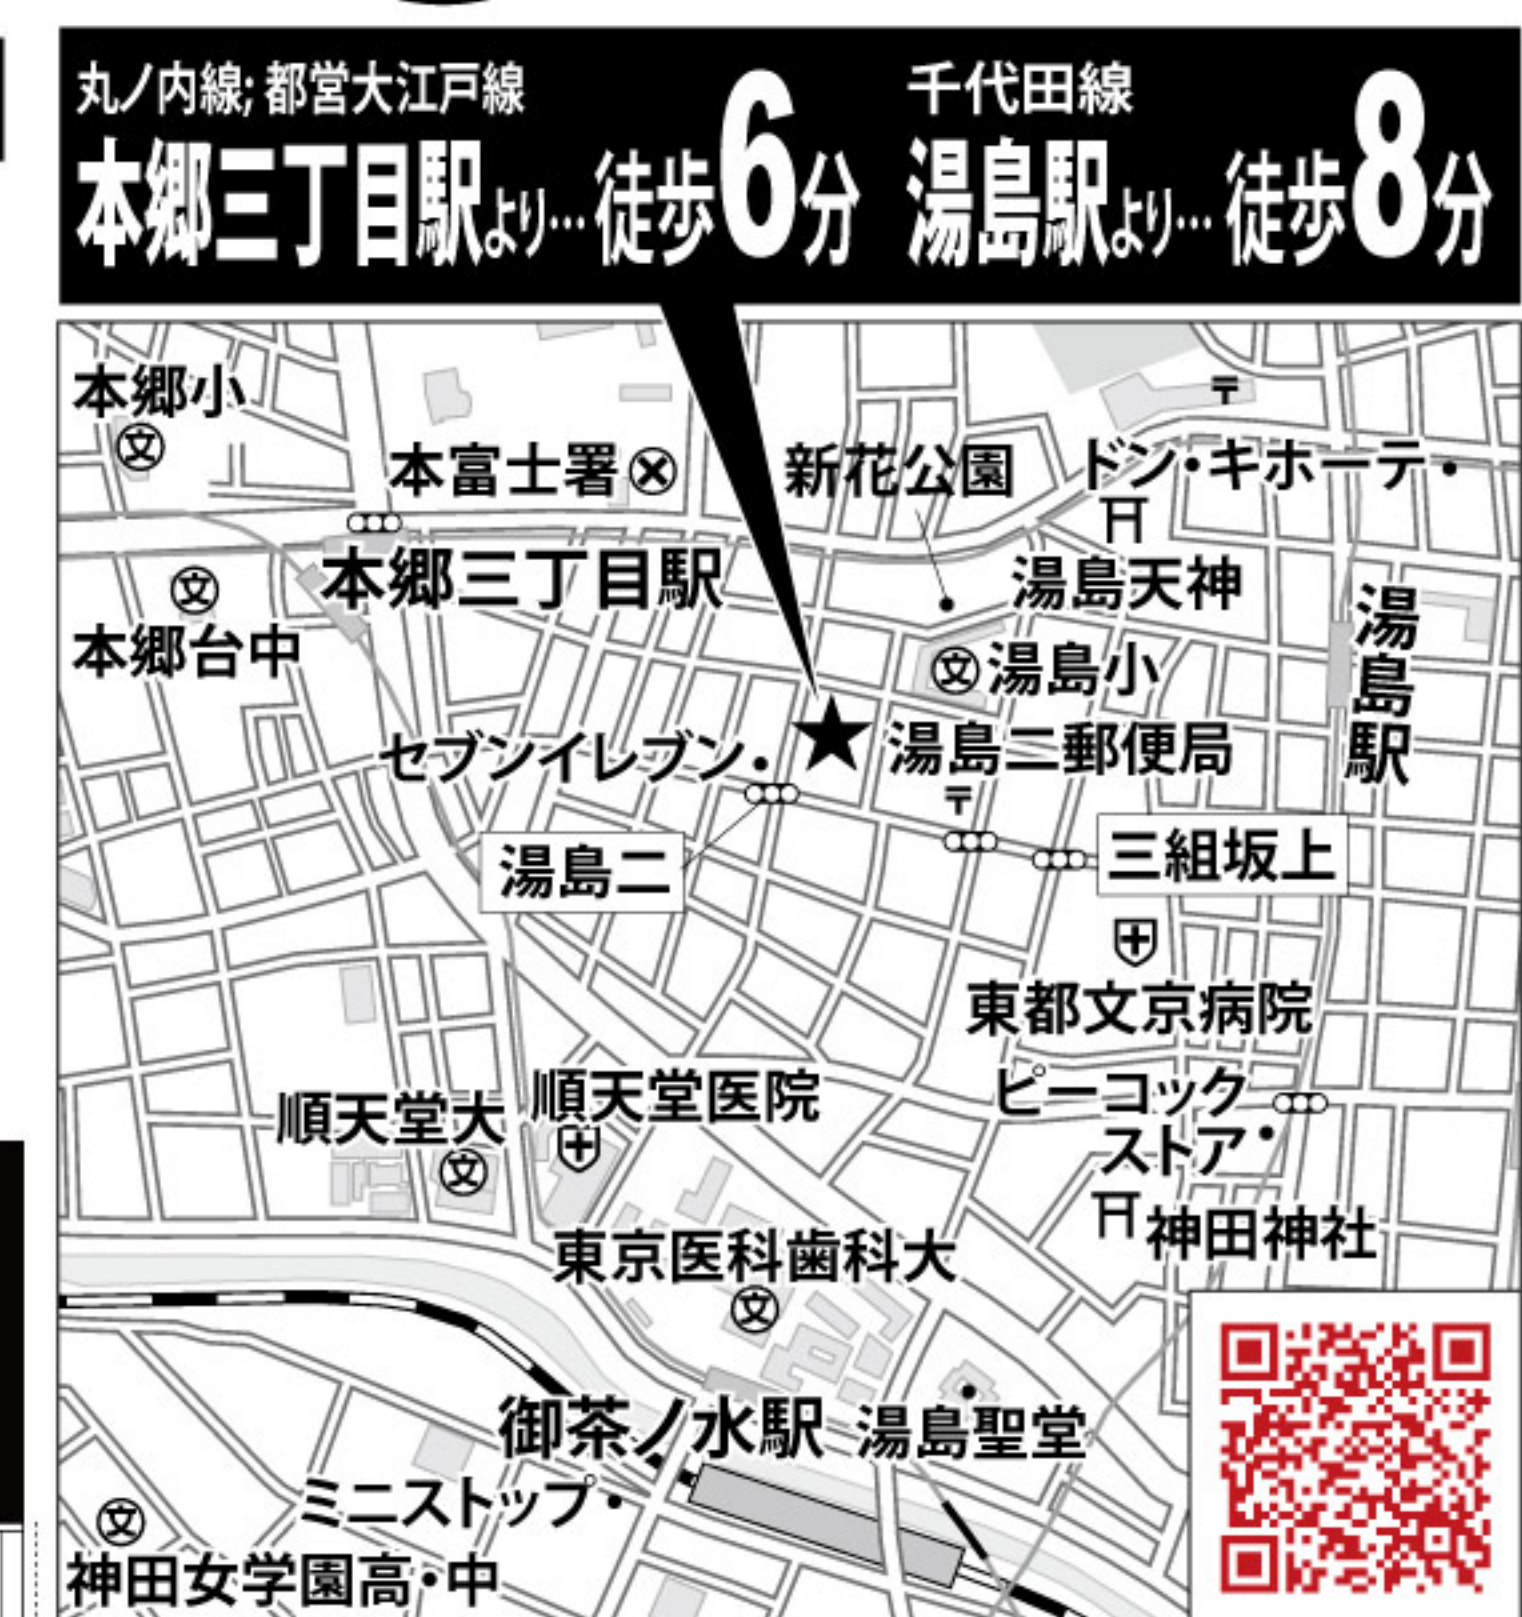 丸ノ内線; 都営大江戸線
本郷三丁目駅より…徒歩6分
千代田線
湯島駅より…徒歩8分
本郷小
文
本富士署
新花公園
ドン・キホーテ
〒
本郷三丁目駅
湯島天神
文
本郷台中
湯島駅
文
湯島小
セブンイレブン
湯島二郵便局
〒
湯島二
三組坂上
東都文京病院
順天堂大
文
順天堂医院
ピーコック
ストア
神田神社
東京医科歯科大
文
御茶ノ水駅
湯島聖堂
ミニストップ
文
神田女学園高・中